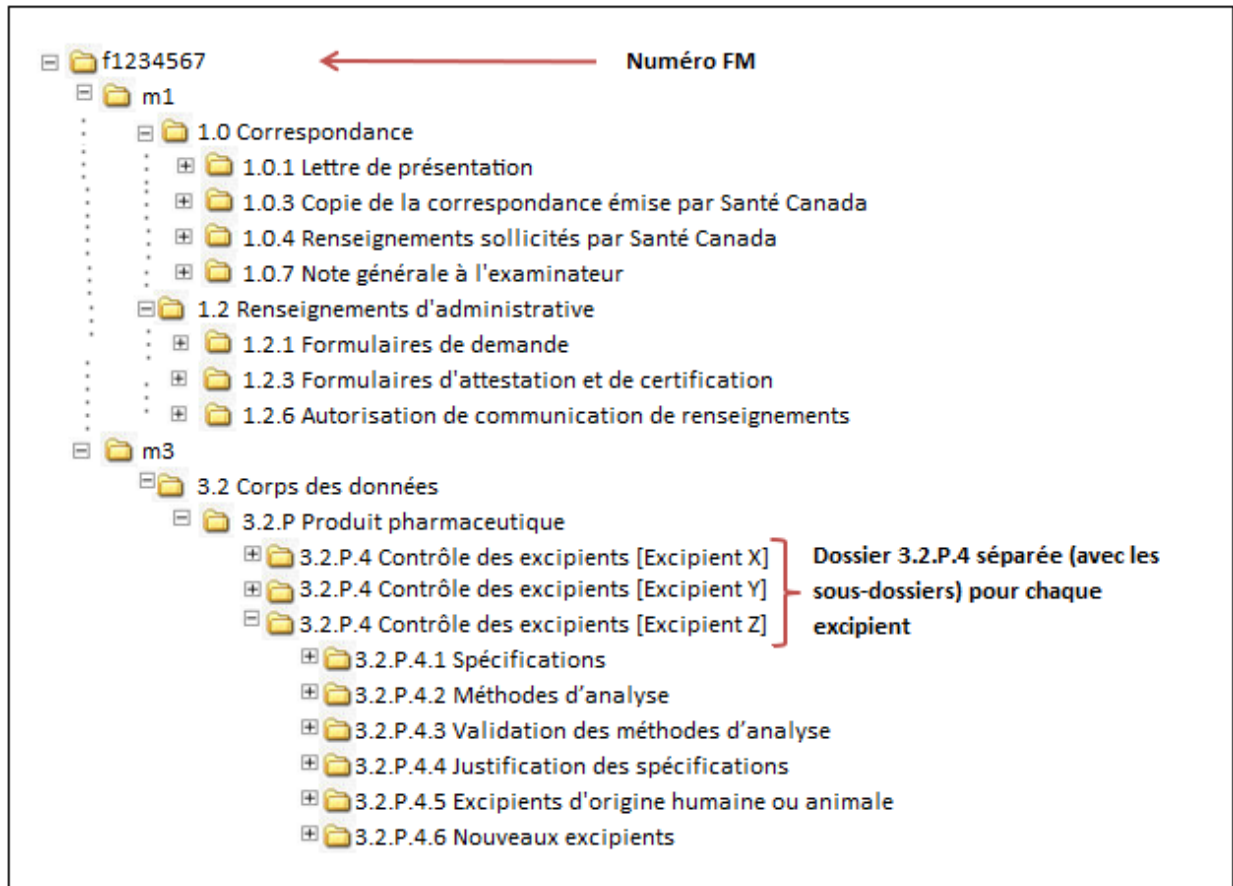 f1234567 Numéro FM
m1
1.0 Correspondance
1.0.1 Lettre de présentation
1.0.3 Copie de la correspondance émise par Santé Canada
1.0.4 Renseignements sollicités par Santé Canada
1.0.7 Note générale à l'examinateur
1.2 Renseignements d'administrative
1.2.1 Formulaires de demande
1.2.3 Formulaires d'attestation et de certification
1.2.6 Autorisation de communication de renseignements
m3
3.2 Corps des données
3.2.P Produit pharmaceutique
3.2.P.4 Contrôle des excipients [Excipient X]
3.2.P.4 Contrôle des excipients [Excipient Y]
3.2.P.4 Contrôle des excipients [Excipient Z]
Dossier 3.2.P.4 séparée (avec les
sous-dossiers) pour chaque
excipient
3.2.P.4.1 Spécifications
3.2.P.4.2 Méthodes d’analyse
3.2.P.4.3 Validation des méthodes d’analyse
3.2.P.4.4 Justification des spécifications
3.2.P.4.5 Excipients d'origine humaine ou animale
3.2.P.4.6 Nouveaux excipients